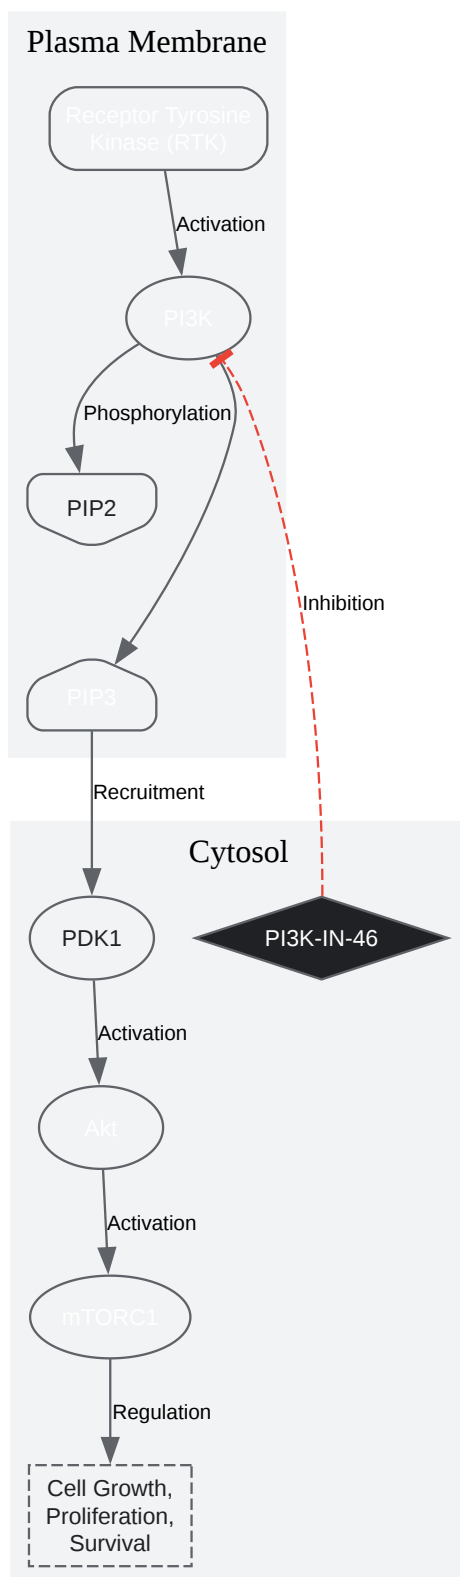 Plasma Membrane
Receptor Tyrosine
Kinase (RTK)
Activation
PI3K
Phosphorylation
PIP2
Inhibition
PIP3
Recruitment
Cytosol
PDK1
PI3K-IN-46
Activation
Akt
Activation
mTORC1
Regulation
Cell Growth,
Proliferation,
Survival